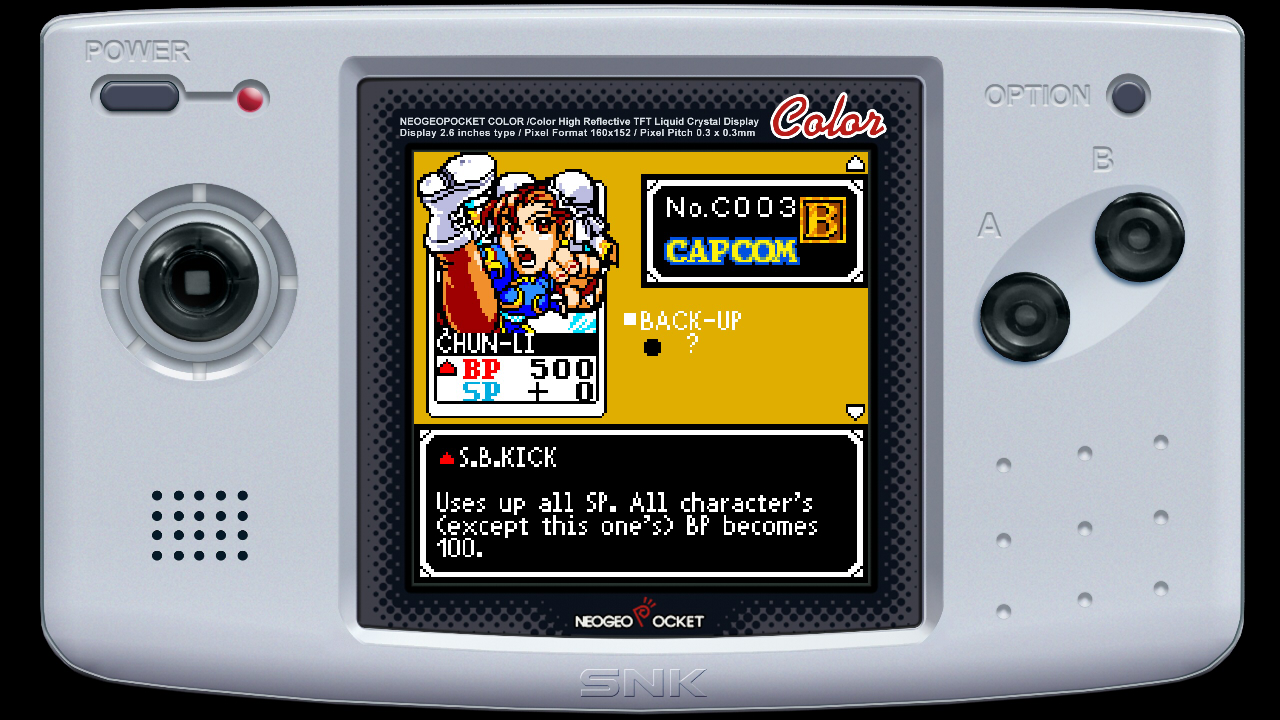 POWER
OPTION
NEOGEOPOCKET COLOR /Color High Reflective TFT Liquid Crystal Display
Display 2.6 inches type / Pixel Format 160x152 / Pixel Pitch 0.3 x 0.3mm
Color
B
A
No.C003 B
CAPCOM
BACK-UP
?
CHUN-LI
BP 500
SP + 0
S.B.KICK
Uses up all SP. All character's
(except this one's) BP becomes
100.
NEOGEO POCKET
SNK